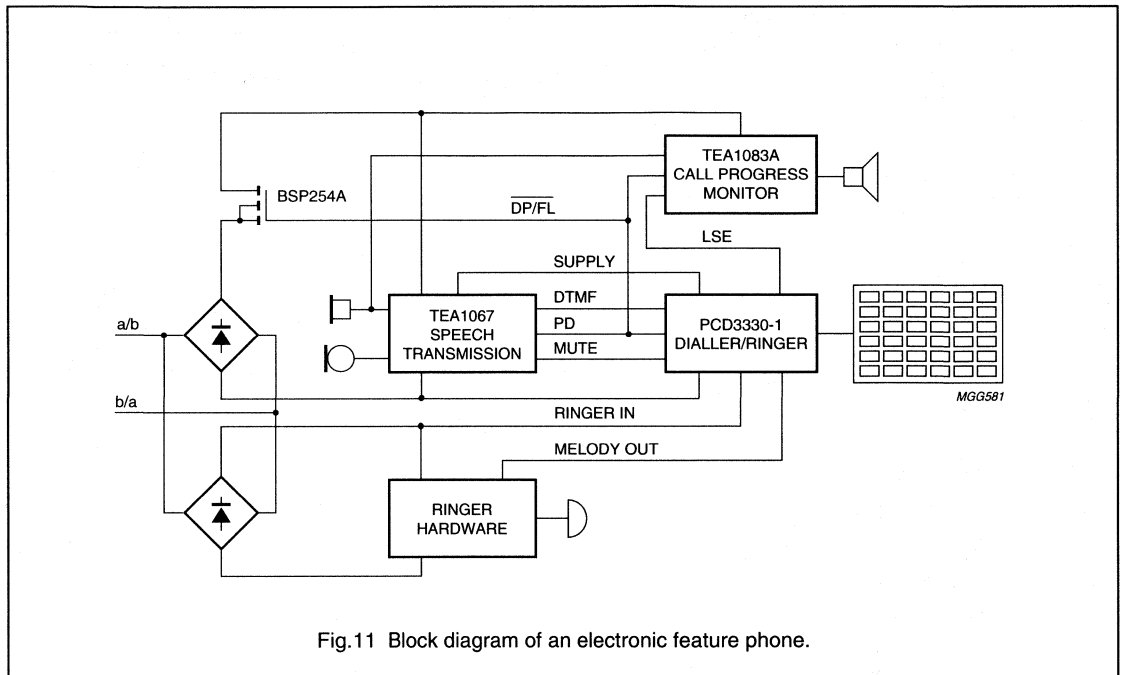 TEA1083A
CALL PROGRESS
MONITOR
BSP254A
DP/FL
LSE
SUPPLY
DTMF
PD
MUTE
TEA1067
SPEECH
TRANSMISSION
PCD3330-1
DIALLER/RINGER
a/b
b/a
MGG581
RINGER IN
MELODY OUT
RINGER
HARDWARE
Fig.11 Block diagram of an electronic feature phone.